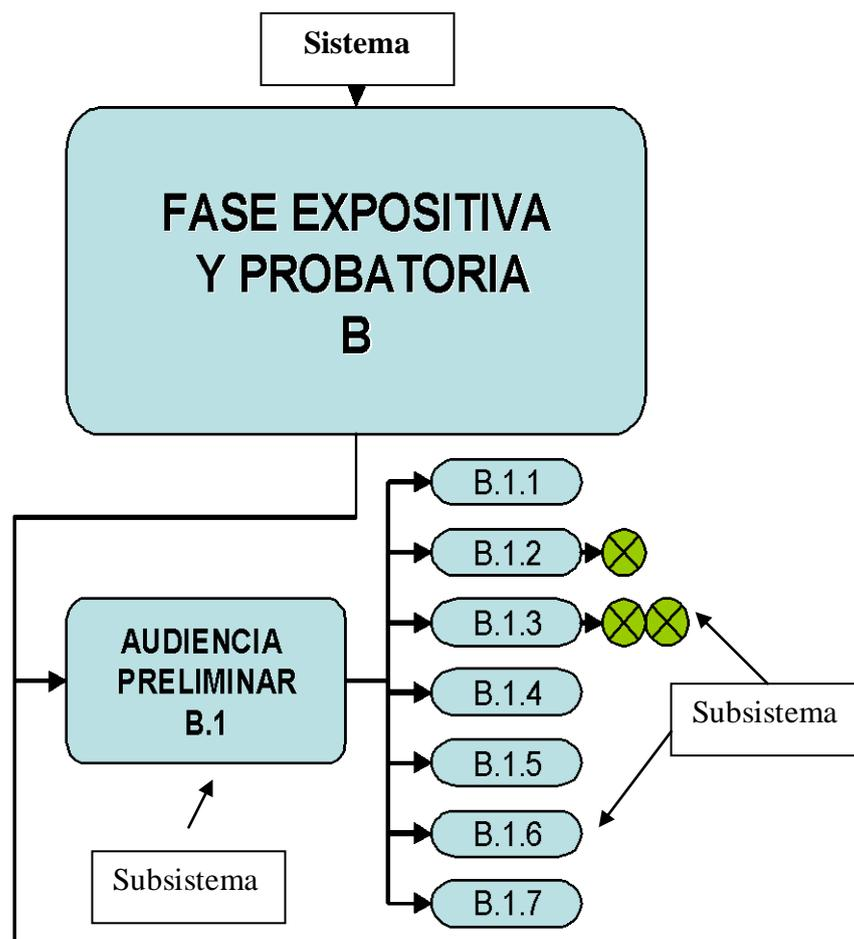 Sistema
FASE EXPOSITIVA
Y PROBATORIA
B
B.1.1
B.1.2
B.1.3
AUDIENCIA
PRELIMINAR
B.1
B.1.4
Subsistema
B.1.5
B.1.6
Subsistema
B.1.7